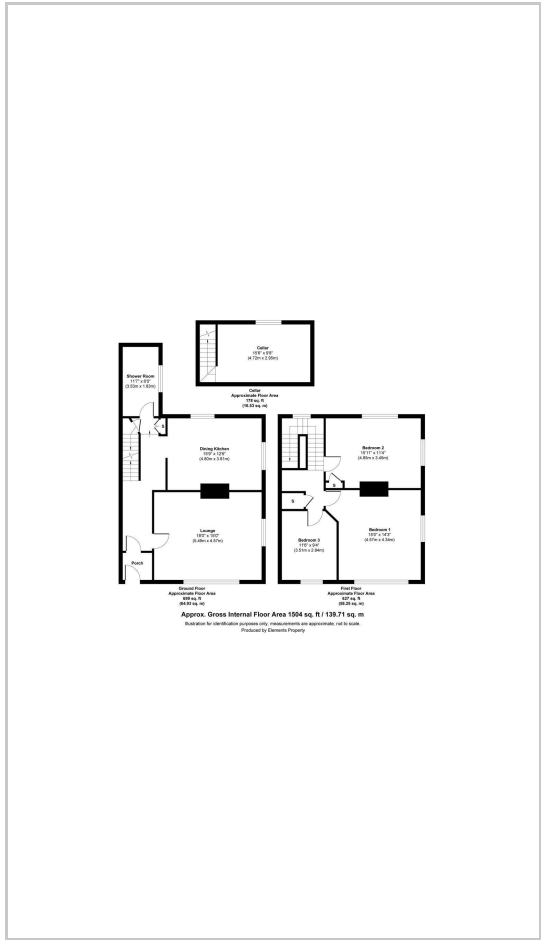 Cellar
15'6" x 9'8"
(4.72m x 2.95m)
Cellar
Approximate Floor Area
178 sq. ft
(16.53 sq. m)
Shower Room
11'7" x 6'0"
(3.53m x 1.83m)
S
Dining Kitchen
15'9" x 12'6"
(4.80m x 3.81m)
Lounge
18'0" x 15'0"
(5.49m x 4.57m)
Porch
Ground Floor
Approximate Floor Area
699 sq. ft
(64.93 sq. m)
Bedroom 2
15'11" x 11'4"
(4.85m x 3.45m)
S
S
Bedroom 3
11'6" x 9'4"
(3.51m x 2.84m)
Bedroom 1
15'0" x 14'3"
(4.57m x 4.34m)
First Floor
Approximate Floor Area
627 sq. ft
(58.25 sq. m)
Approx. Gross Internal Floor Area 1504 sq. ft / 139.71 sq. m
Illustration for identification purposes only, measurements are approximate, not to scale.
Produced by Elements Property